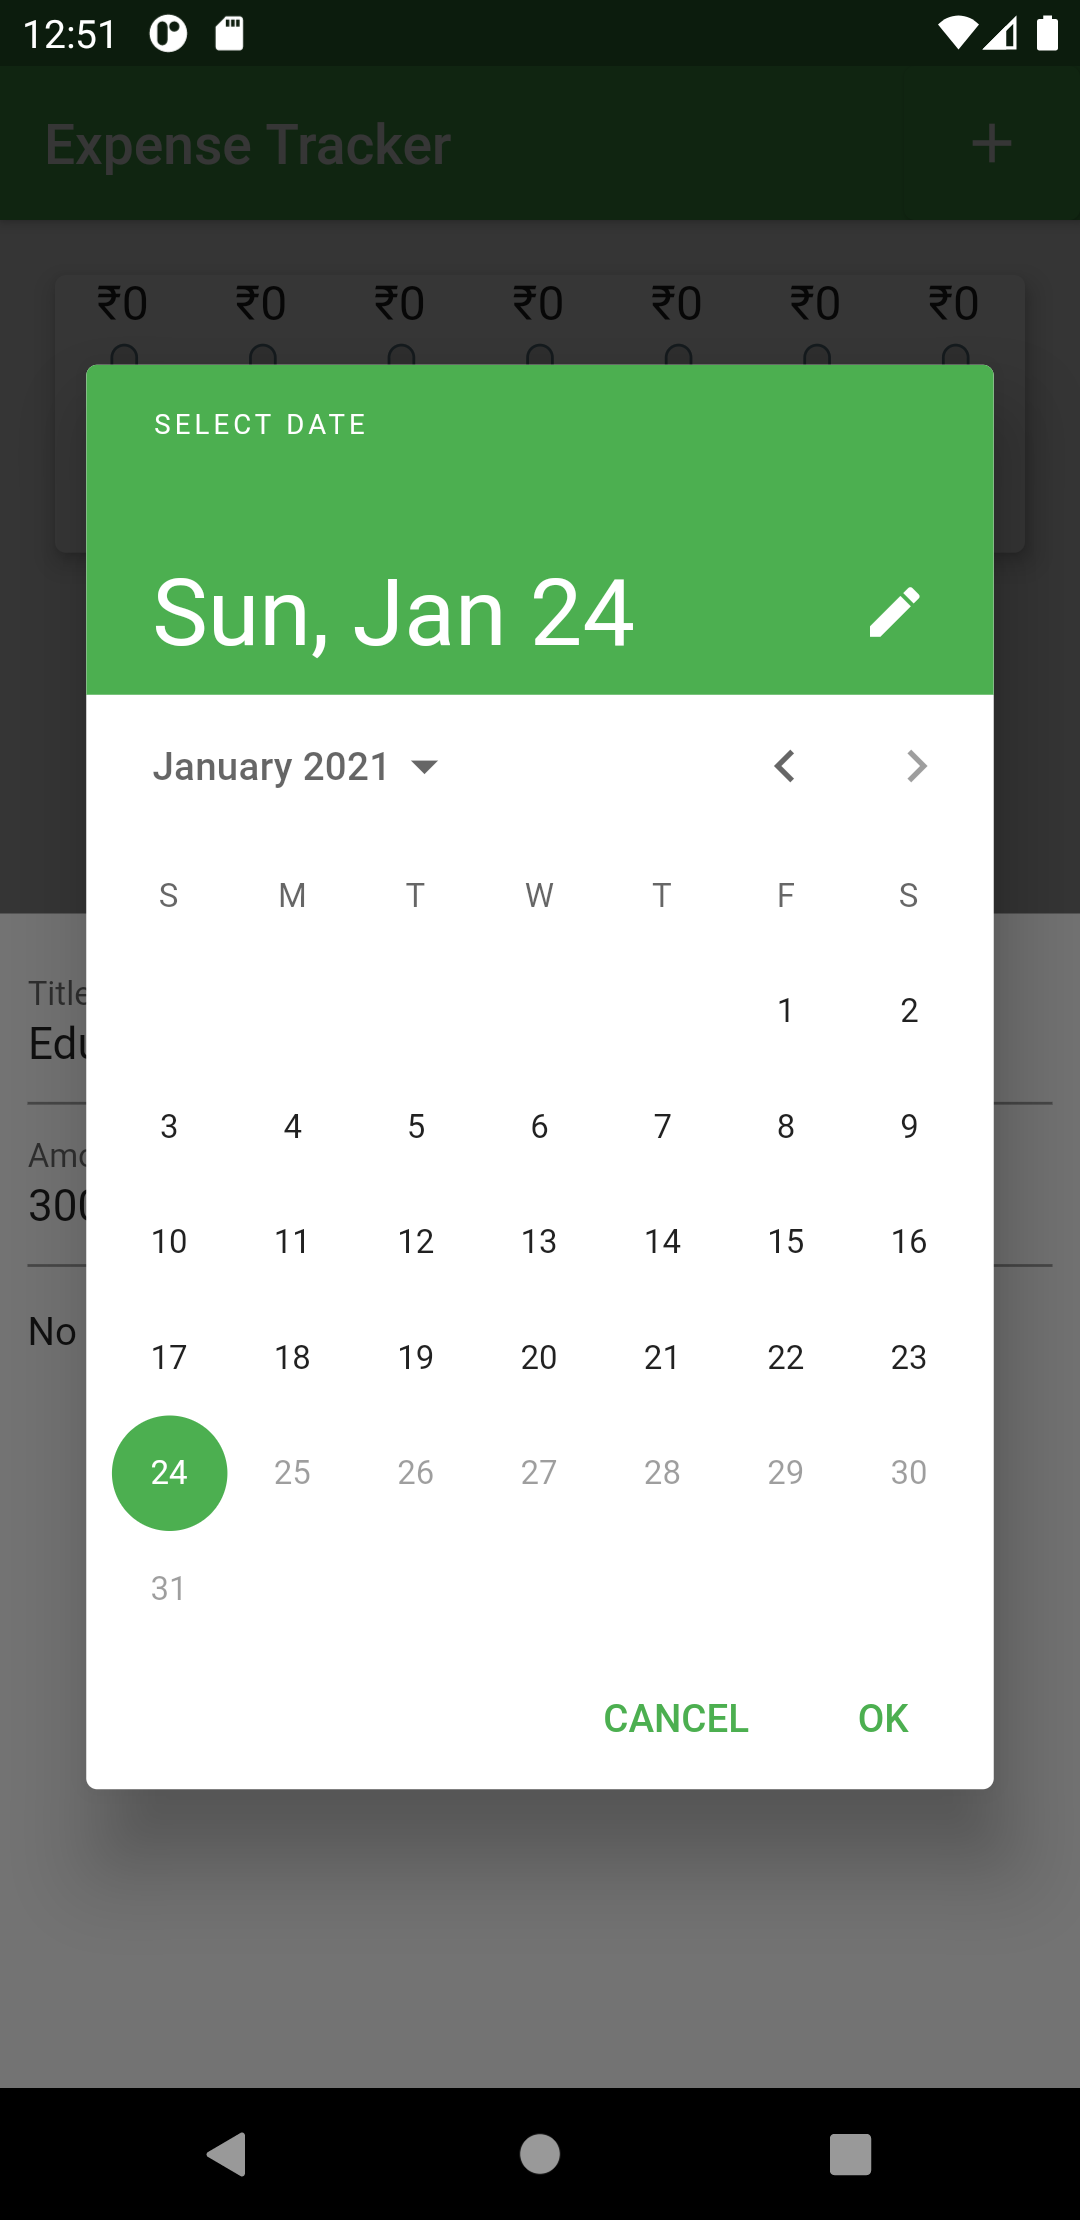 12:51
Expense Tracker
₹0 ₹0 ₹0 ₹0 ₹0 ₹0 ₹0
SELECT DATE
Sun, Jan 24
January 2021
S M T W T F S
1 2
3 4 5 6 7 8 9
10 11 12 13 14 15 16
17 18 19 20 21 22 23
24 25 26 27 28 29 30
31
Title
No
CANCEL OK